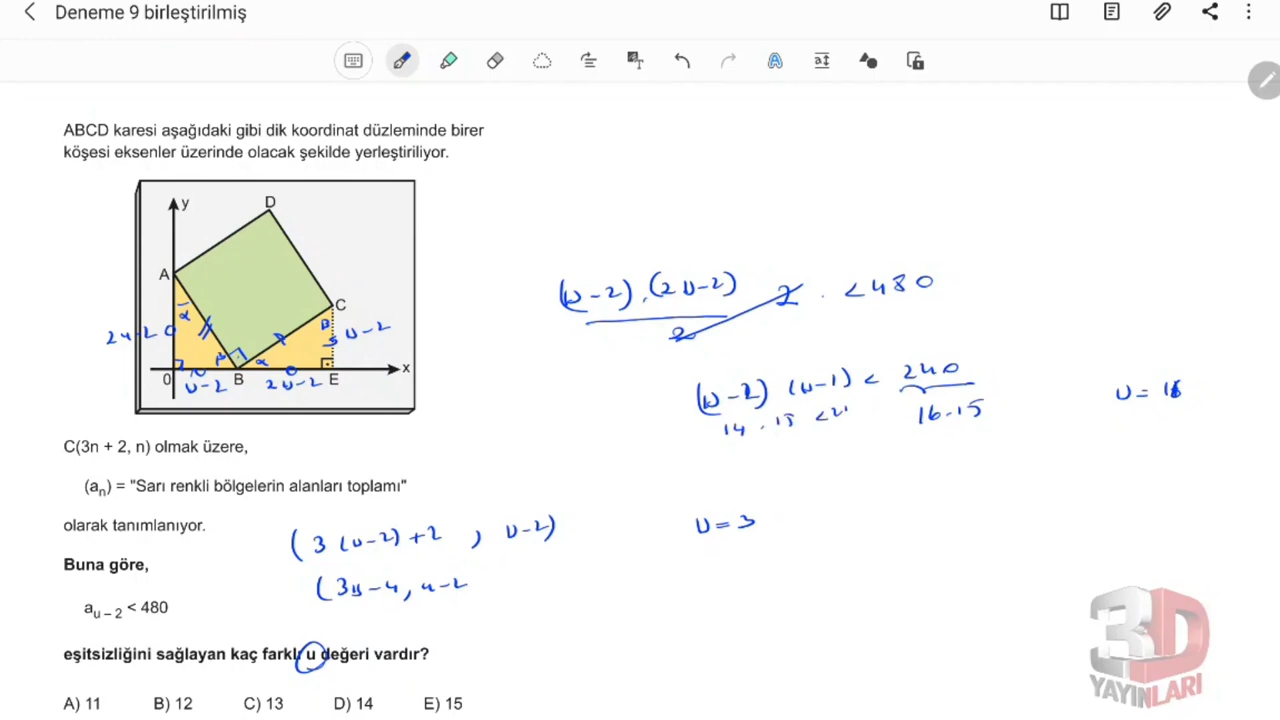 Deneme 9 birleştirilmiş
ABCD karesi aşağıdaki gibi dik koordinat düzleminde birer
köşesi eksenler üzerinde olacak şekilde yerleştiriliyor.
y
D
A
C
α
2u-2
u-2
β
α
0
B
E
x
u-2
2u-2
(u-2).(2u-2)
2
2 . <480
(u-2) (u-1) < 240
14 . 15 <21
16-15
u=16
C(3n + 2, n) olmak üzere,
(aₙ) = "Sarı renkli bölgelerin alanları toplamı"
olarak tanımlanıyor.
(3(u-2)+2 , u-2)
u=3
Buna göre,
(3u-4, u-2
aᵤ₋₂ < 480
eşitsizliğini sağlayan kaç farklı u değeri vardır?
A) 11 B) 12 C) 13 D) 14 E) 15
3D
YAYINLARI